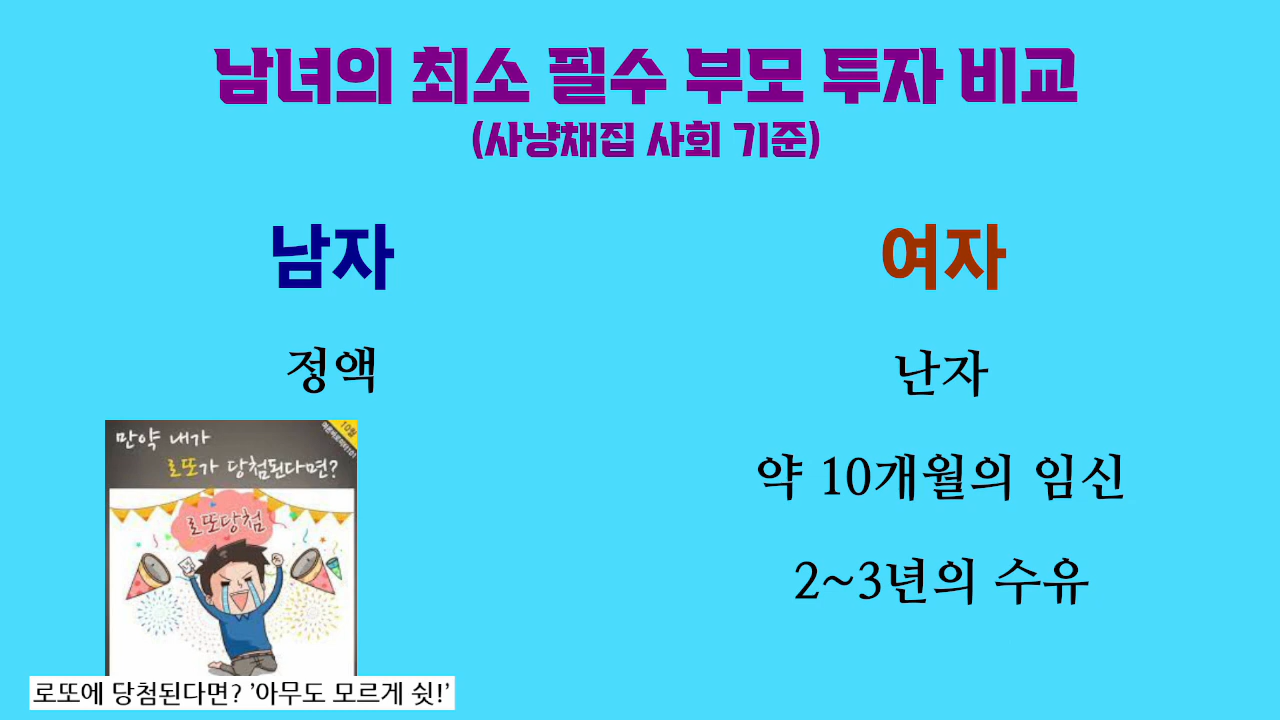 남녀의 최소 필수 부모 투자 비교
(사냥채집 사회 기준)
남자
여자
정액
난자
약 10개월의 임신
2~3년의 수유
만약 내가
로또가 당첨된다면?
10월
로또당첨
로또에 당첨된다면? '아무도 모르게 쉿!'